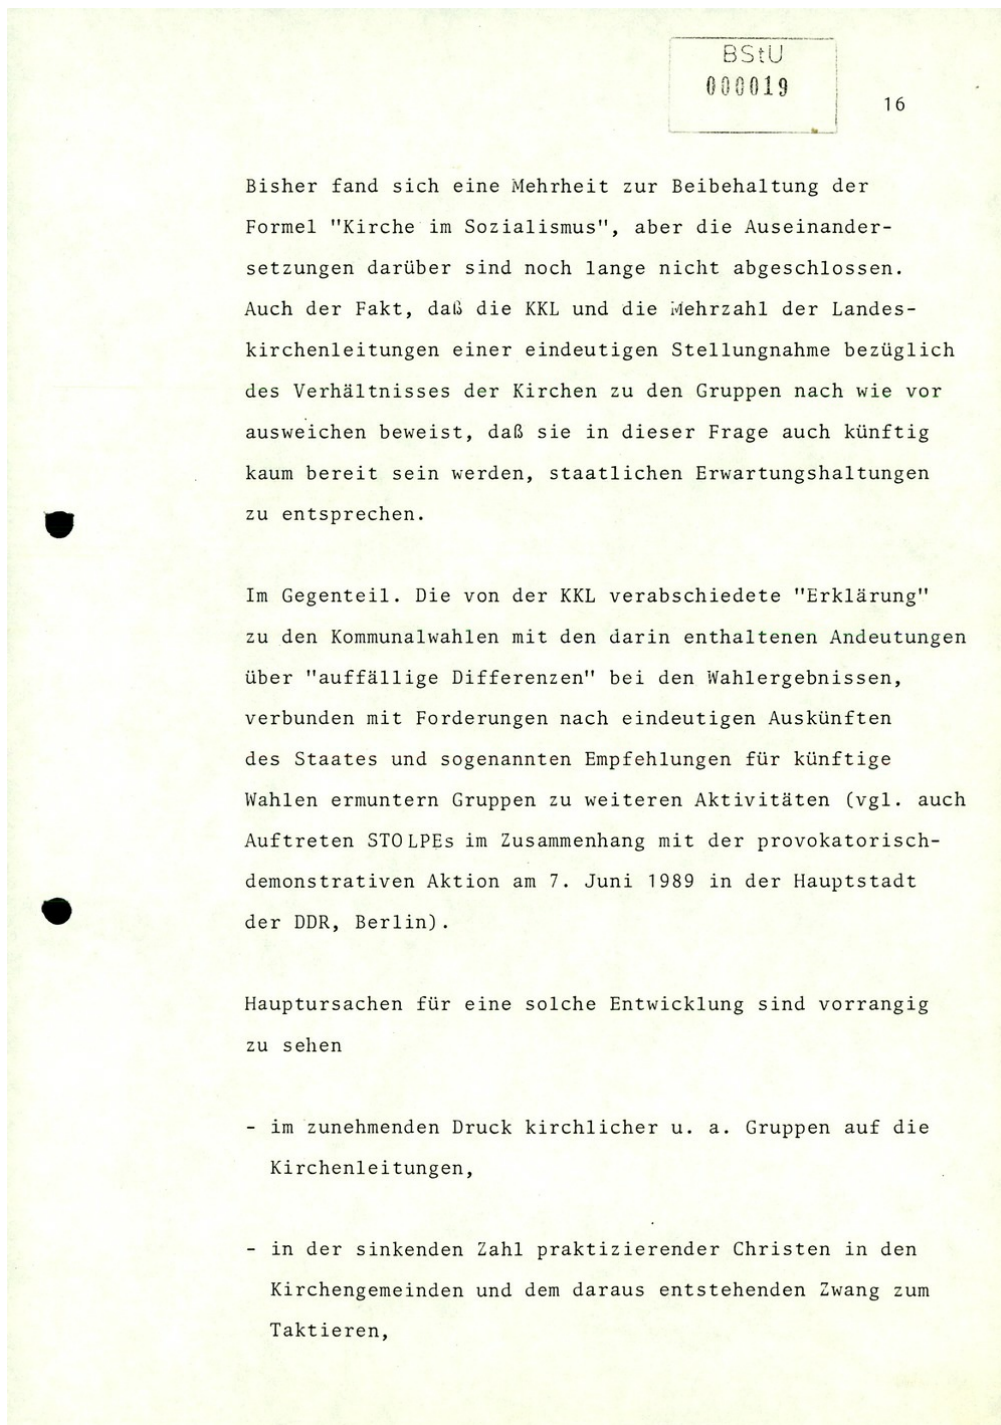 BStU
000019
16
Bisher fand sich eine Mehrheit zur Beibehaltung der
Formel "Kirche im Sozialismus", aber die Auseinander-
setzungen darüber sind noch lange nicht abgeschlossen.
Auch der Fakt, daß die KKL und die Mehrzahl der Landes-
kirchenleitungen einer eindeutigen Stellungnahme bezüglich
des Verhältnisses der Kirchen zu den Gruppen nach wie vor
ausweichen beweist, daß sie in dieser Frage auch künftig
kaum bereit sein werden, staatlichen Erwartungshaltungen
zu entsprechen.
Im Gegenteil. Die von der KKL verabschiedete "Erklärung"
zu den Kommunalwahlen mit den darin enthaltenen Andeutungen
über "auffällige Differenzen" bei den Wahlergebnissen,
verbunden mit Forderungen nach eindeutigen Auskünften
des Staates und sogenannten Empfehlungen für künftige
Wahlen ermuntern Gruppen zu weiteren Aktivitäten (vgl. auch
Auftreten STOLPEs im Zusammenhang mit der provokatorisch-
demonstrativen Aktion am 7. Juni 1989 in der Hauptstadt
der DDR, Berlin).
Hauptursachen für eine solche Entwicklung sind vorrangig
zu sehen
- im zunehmenden Druck kirchlicher u. a. Gruppen auf die
Kirchenleitungen,
- in der sinkenden Zahl praktizierender Christen in den
Kirchengemeinden und dem daraus entstehenden Zwang zum
Taktieren,